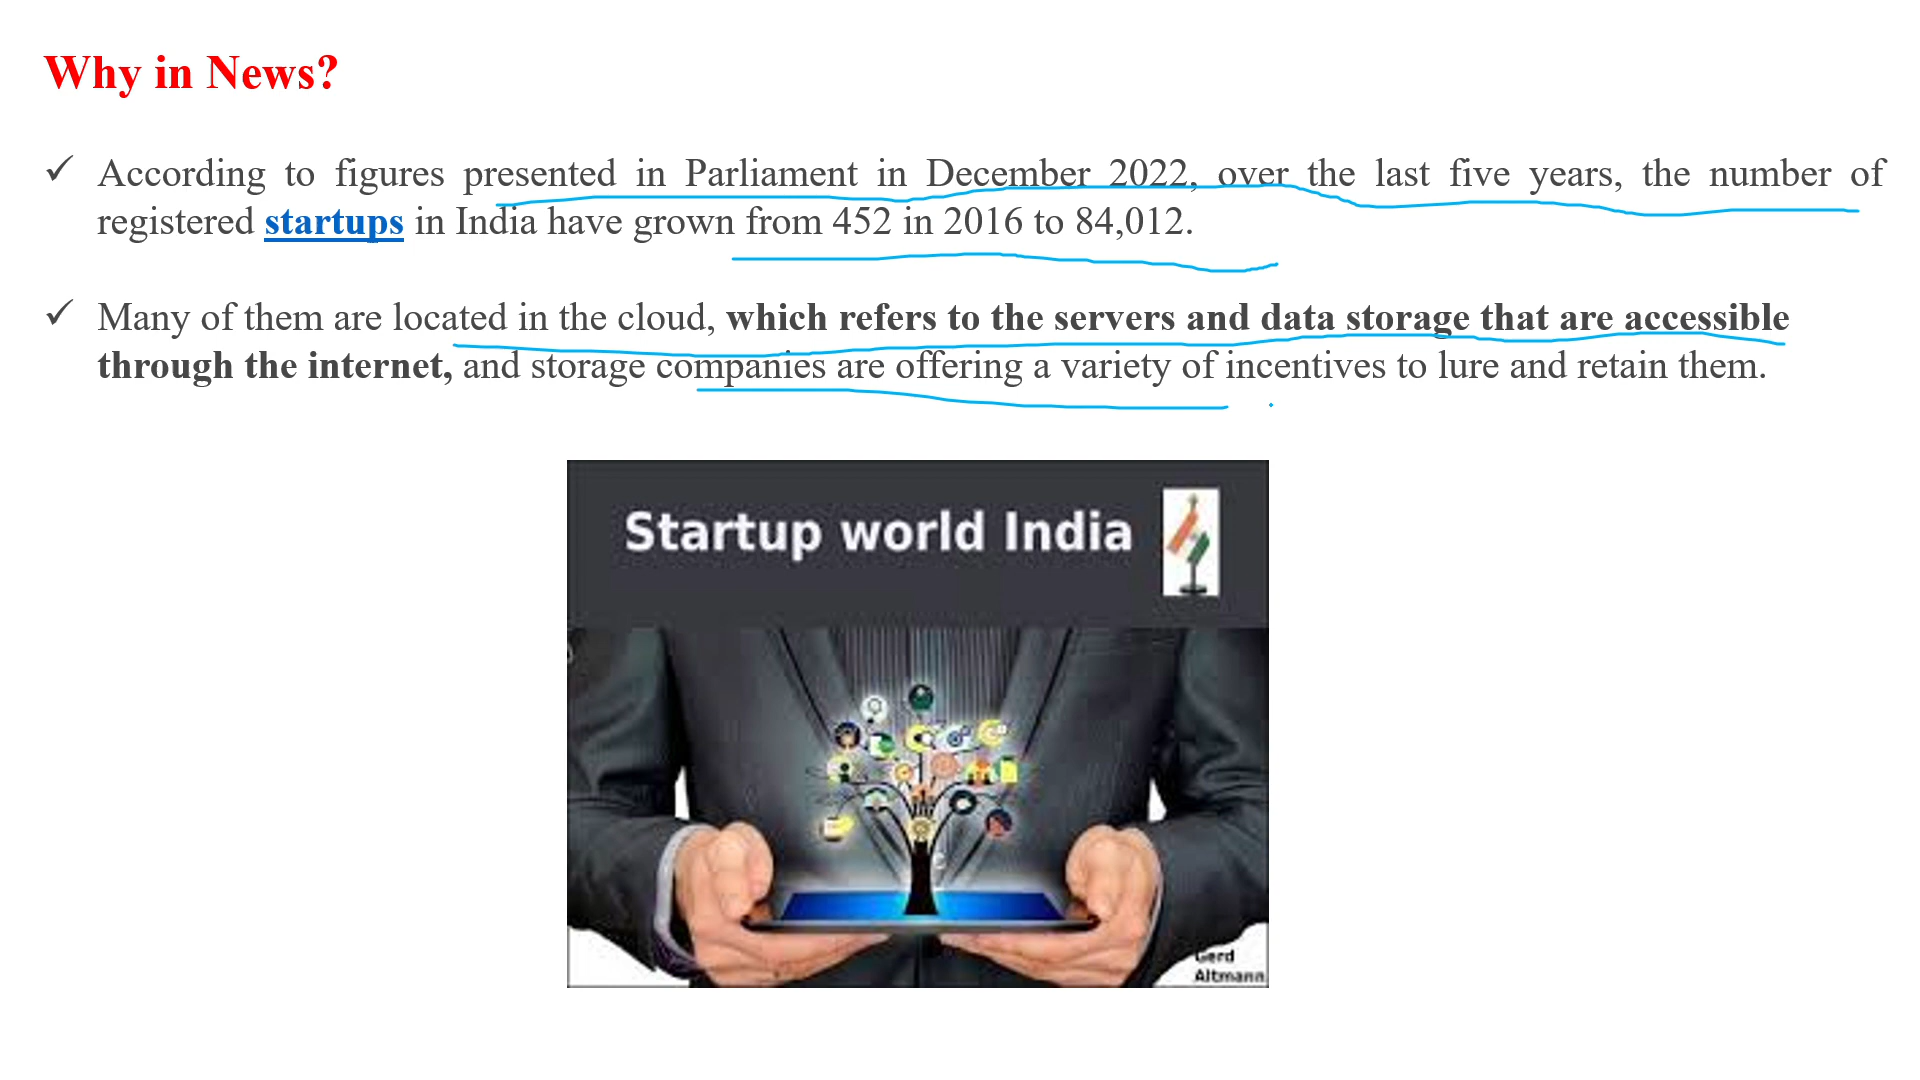 Why in News?
✓ According to figures presented in Parliament in December 2022, over the last five years, the number of
registered startups in India have grown from 452 in 2016 to 84,012.
✓ Many of them are located in the cloud, which refers to the servers and data storage that are accessible
through the internet, and storage companies are offering a variety of incentives to lure and retain them.
Startup world India
Gerd
Altmann